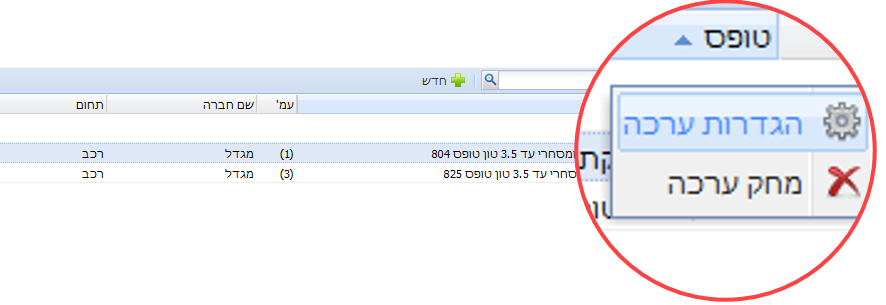 טופס
חדש
עמ' שם חברה תחום
הגדרות ערכה
מחק ערכה
ומסחרי עד 3.5 טון טופס 804 (1) מגדל רכב
מסחרי עד 3.5 טון טופס 825 (3) מגדל רכב